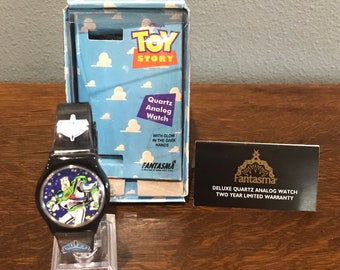 TOY
STORY
Quartz
Analog
Watch
WITH GLOW
IN THE DARK
HANDS
FANTASMA
Fantasma
DELUXE QUARTZ ANALOG WATCH
TWO YEAR LIMITED WARRANTY